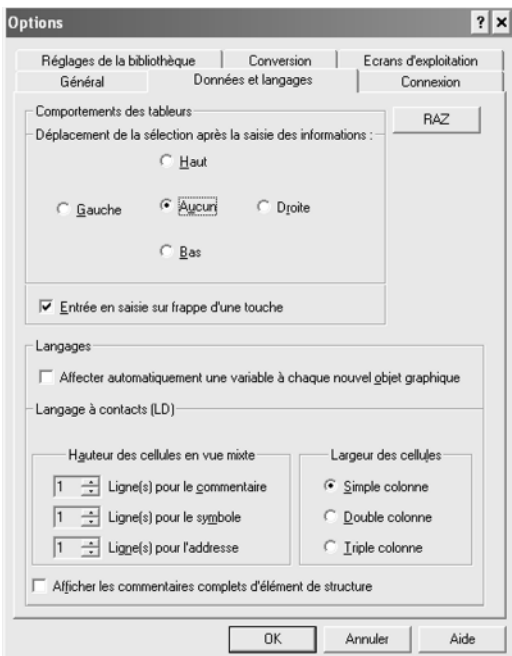 Options
Réglages de la bibliothèque Conversion Ecrans d'exploitation
Général Données et langages Connexion
Comportements des tableurs
RAZ
Déplacement de la sélection après la saisie des informations :
Haut
Gauche Aucun Droite
Bas
Entrée en saisie sur frappe d'une touche
Langages
Affecter automatiquement une variable à chaque nouvel objet graphique
Langage à contacts (LD)
Hauteur des cellules en vue mixte Largeur des cellules
1 Ligne(s) pour le commentaire Simple colonne
1 Ligne(s) pour le symbole Double colonne
1 Ligne(s) pour l'addresse Triple colonne
Afficher les commentaires complets d'élément de structure
OK Annuler Aide